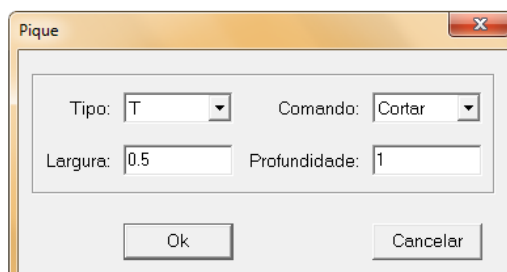 Pique
Tipo: T Comando: Cortar
Largura: 0.5 Profundidade: 1
Ok Cancelar